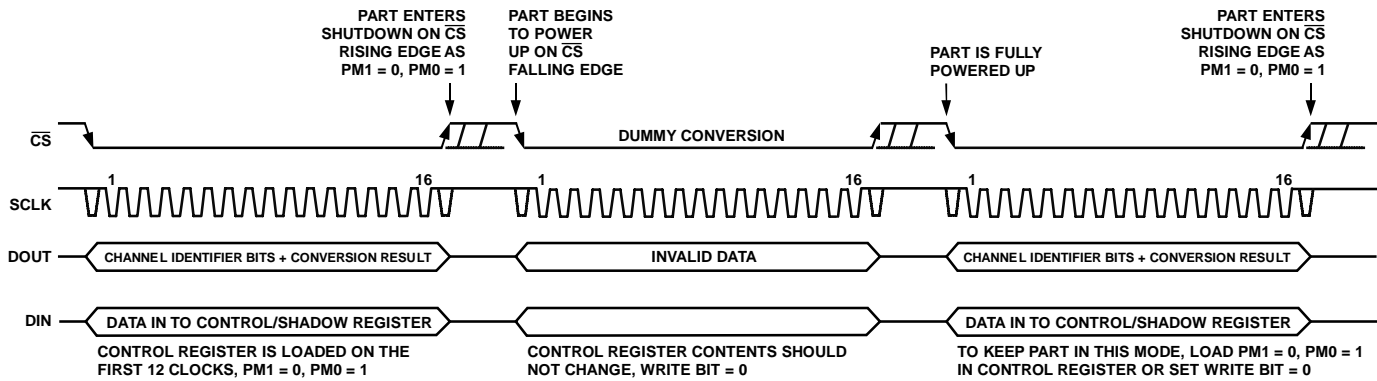 PART ENTERS
SHUTDOWN ON CS
RISING EDGE AS
PM1 = 0, PM0 = 1
PART BEGINS
TO POWER
UP ON CS
FALLING EDGE
PART IS FULLY
POWERED UP
PART ENTERS
SHUTDOWN ON CS
RISING EDGE AS
PM1 = 0, PM0 = 1
CS
DUMMY CONVERSION
SCLK
1
16
1
16
1
16
DOUT
CHANNEL IDENTIFIER BITS + CONVERSION RESULT
INVALID DATA
CHANNEL IDENTIFIER BITS + CONVERSION RESULT
DIN
DATA IN TO CONTROL/SHADOW REGISTER
DATA IN TO CONTROL/SHADOW REGISTER
CONTROL REGISTER IS LOADED ON THE
FIRST 12 CLOCKS, PM1 = 0, PM0 = 1
CONTROL REGISTER CONTENTS SHOULD
NOT CHANGE, WRITE BIT = 0
TO KEEP PART IN THIS MODE, LOAD PM1 = 0, PM0 = 1
IN CONTROL REGISTER OR SET WRITE BIT = 0